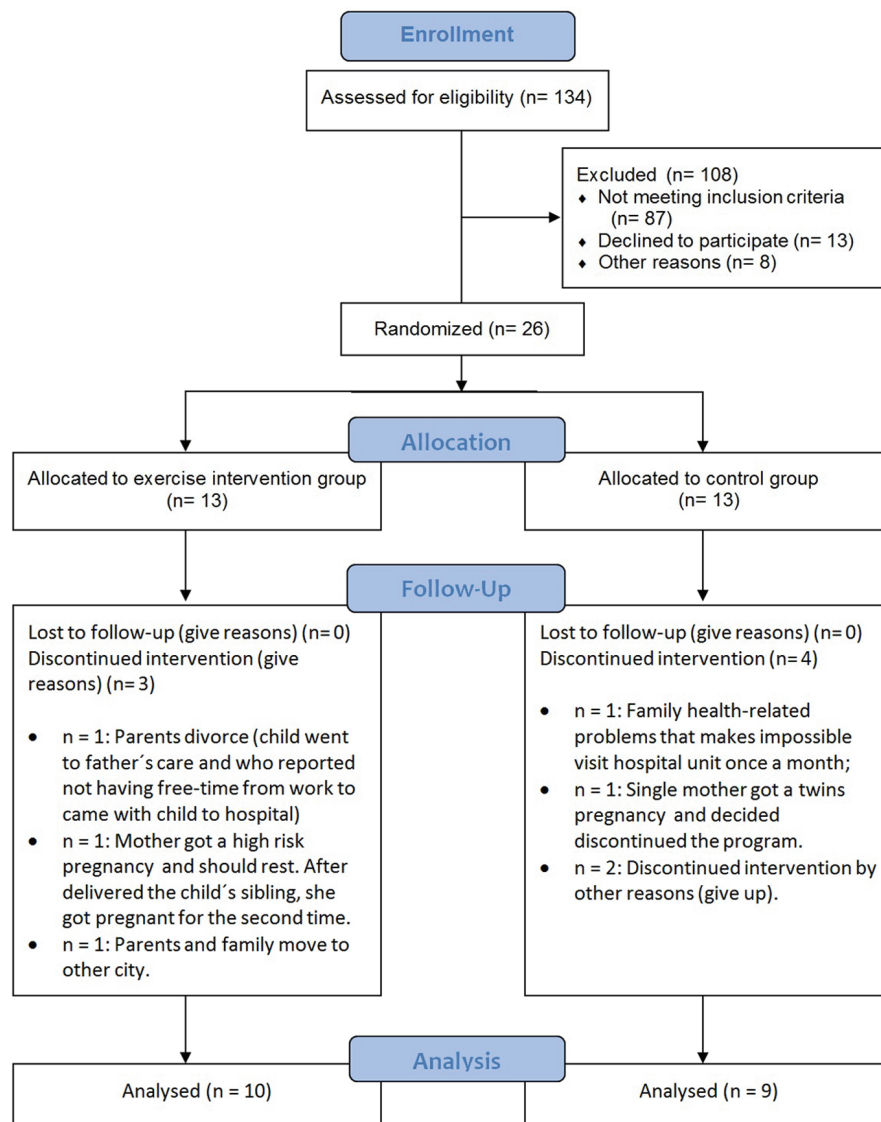 Enrollment
Assessed for eligibility (n= 134)
Excluded (n= 108)
♦ Not meeting inclusion criteria
(n= 87)
♦ Declined to participate (n= 13)
♦ Other reasons (n= 8)
Randomized (n= 26)
Allocation
Allocated to exercise intervention group
(n= 13)
Allocated to control group
(n= 13)
Follow-Up
Lost to follow-up (give reasons) (n= 0)
Discontinued intervention (give
reasons) (n= 3)
• n = 1: Parents divorce (child went
to father´s care and who reported
not having free-time from work to
came with child to hospital)
• n = 1: Mother got a high risk
pregnancy and should rest. After
delivered the child´s sibling, she
got pregnant for the second time.
• n = 1: Parents and family move to
other city.
Lost to follow-up (give reasons) (n= 0)
Discontinued intervention (n= 4)
• n = 1: Family health-related
problems that makes impossible
visit hospital unit once a month;
• n = 1: Single mother got a twins
pregnancy and decided
discontinued the program.
• n = 2: Discontinued intervention by
other reasons (give up).
Analysis
Analysed (n = 10)
Analysed (n = 9)